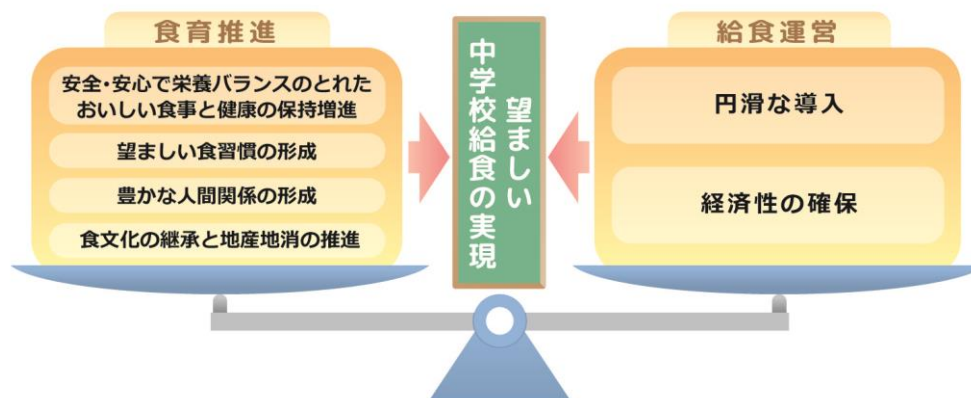 食育推進
安全・安心で栄養バランスのとれた
おいしい食事と健康の保持増進
望ましい食習慣の形成
豊かな人間関係の形成
食文化の継承と地産地消の推進
望ましい
中学校給食の実現
給食運営
円滑な導入
経済性の確保